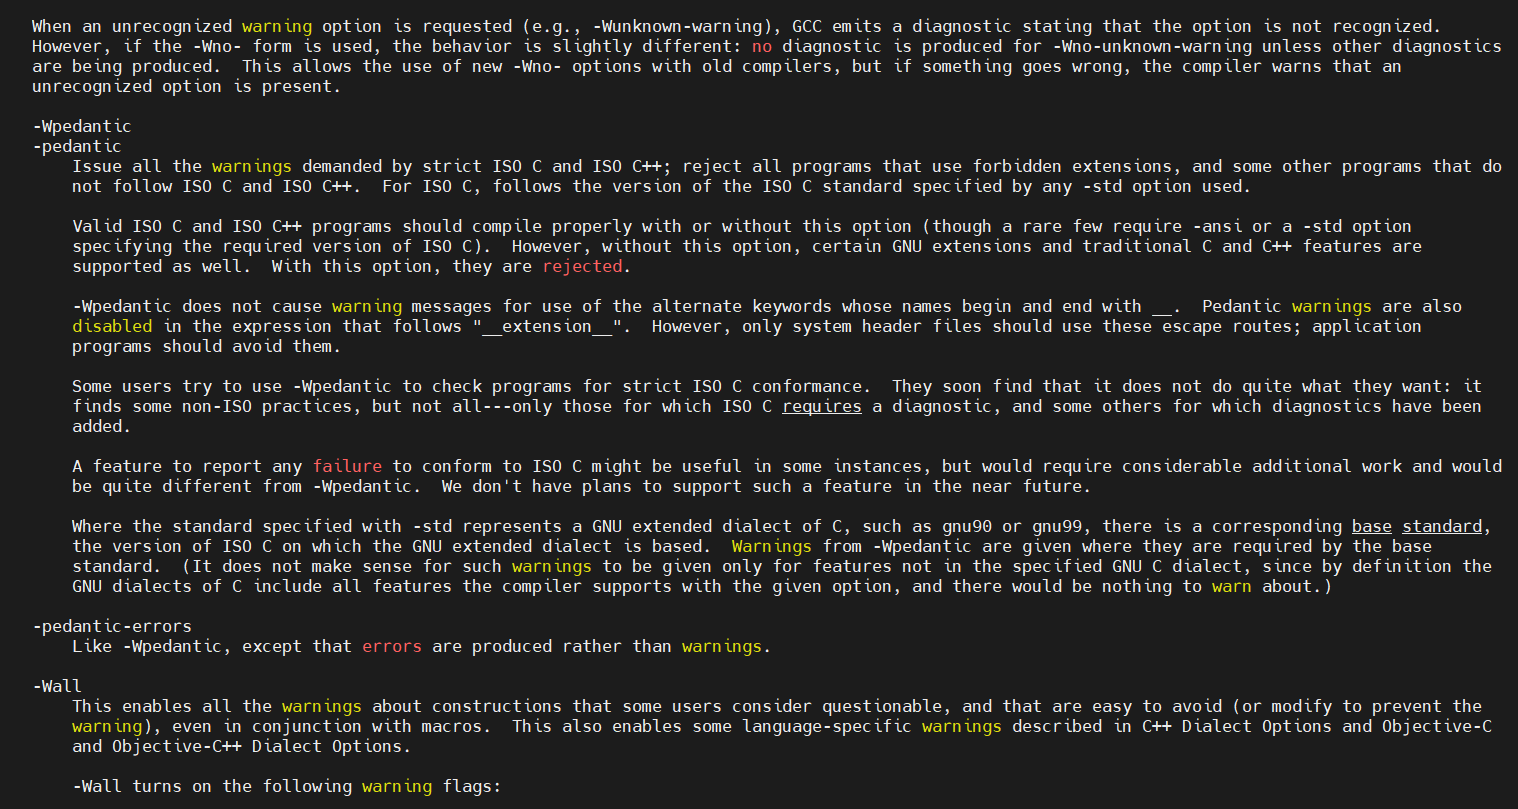 When an unrecognized warning option is requested (e.g., -Wunknown-warning), GCC emits a diagnostic stating that the option is not recognized.
However, if the -Wno- form is used, the behavior is slightly different: no diagnostic is produced for -Wno-unknown-warning unless other diagnostics
are being produced.  This allows the use of new -Wno- options with old compilers, but if something goes wrong, the compiler warns that an
unrecognized option is present.

-Wpedantic
-pedantic
    Issue all the warnings demanded by strict ISO C and ISO C++; reject all programs that use forbidden extensions, and some other programs that do
    not follow ISO C and ISO C++.  For ISO C, follows the version of the ISO C standard specified by any -std option used.

    Valid ISO C and ISO C++ programs should compile properly with or without this option (though a rare few require -ansi or a -std option
    specifying the required version of ISO C).  However, without this option, certain GNU extensions and traditional C and C++ features are
    supported as well.  With this option, they are rejected.

    -Wpedantic does not cause warning messages for use of the alternate keywords whose names begin and end with __.  Pedantic warnings are also
    disabled in the expression that follows "__extension__".  However, only system header files should use these escape routes; application
    programs should avoid them.

    Some users try to use -Wpedantic to check programs for strict ISO C conformance.  They soon find that it does not do quite what they want: it
    finds some non-ISO practices, but not all---only those for which ISO C requires a diagnostic, and some others for which diagnostics have been
    added.

    A feature to report any failure to conform to ISO C might be useful in some instances, but would require considerable additional work and would
    be quite different from -Wpedantic.  We don't have plans to support such a feature in the near future.

    Where the standard specified with -std represents a GNU extended dialect of C, such as gnu90 or gnu99, there is a corresponding base standard,
    the version of ISO C on which the GNU extended dialect is based.  Warnings from -Wpedantic are given where they are required by the base
    standard.  (It does not make sense for such warnings to be given only for features not in the specified GNU C dialect, since by definition the
    GNU dialects of C include all features the compiler supports with the given option, and there would be nothing to warn about.)

-pedantic-errors
    Like -Wpedantic, except that errors are produced rather than warnings.

-Wall
    This enables all the warnings about constructions that some users consider questionable, and that are easy to avoid (or modify to prevent the
    warning), even in conjunction with macros.  This also enables some language-specific warnings described in C++ Dialect Options and Objective-C
    and Objective-C++ Dialect Options.

    -Wall turns on the following warning flags: